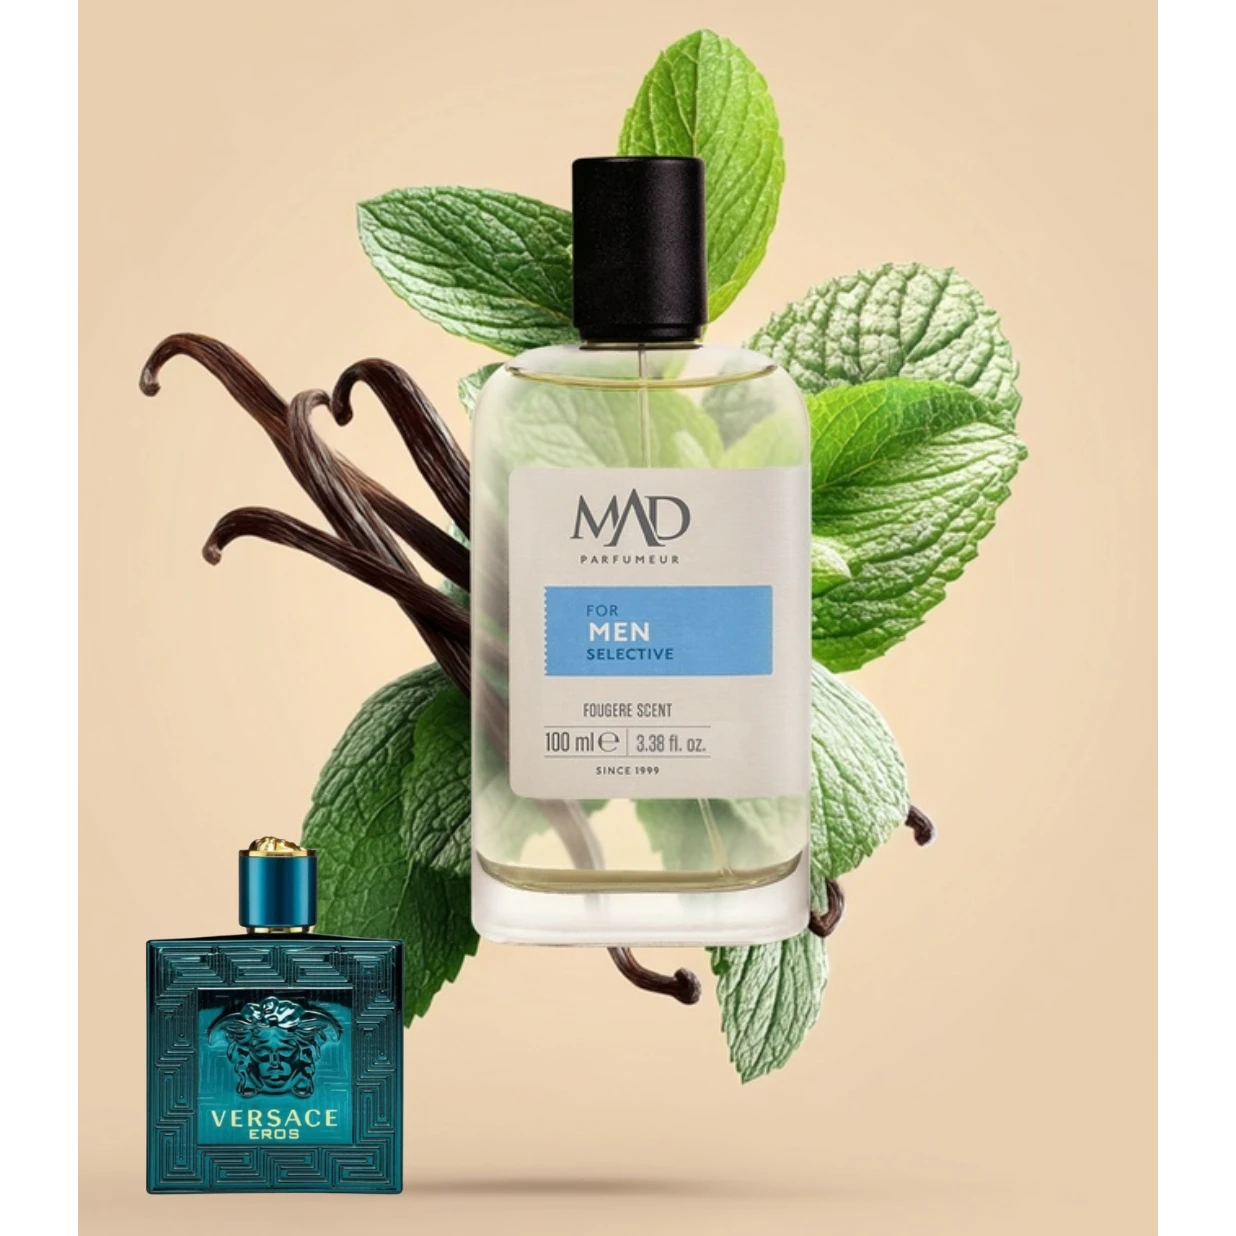 MAD
PARFUMEUR
FOR
MEN
SELECTIVE
FOUGERE SCENT
100 ml ℮ 3.38 fl. oz.
SINCE 1999
VERSACE
EROS